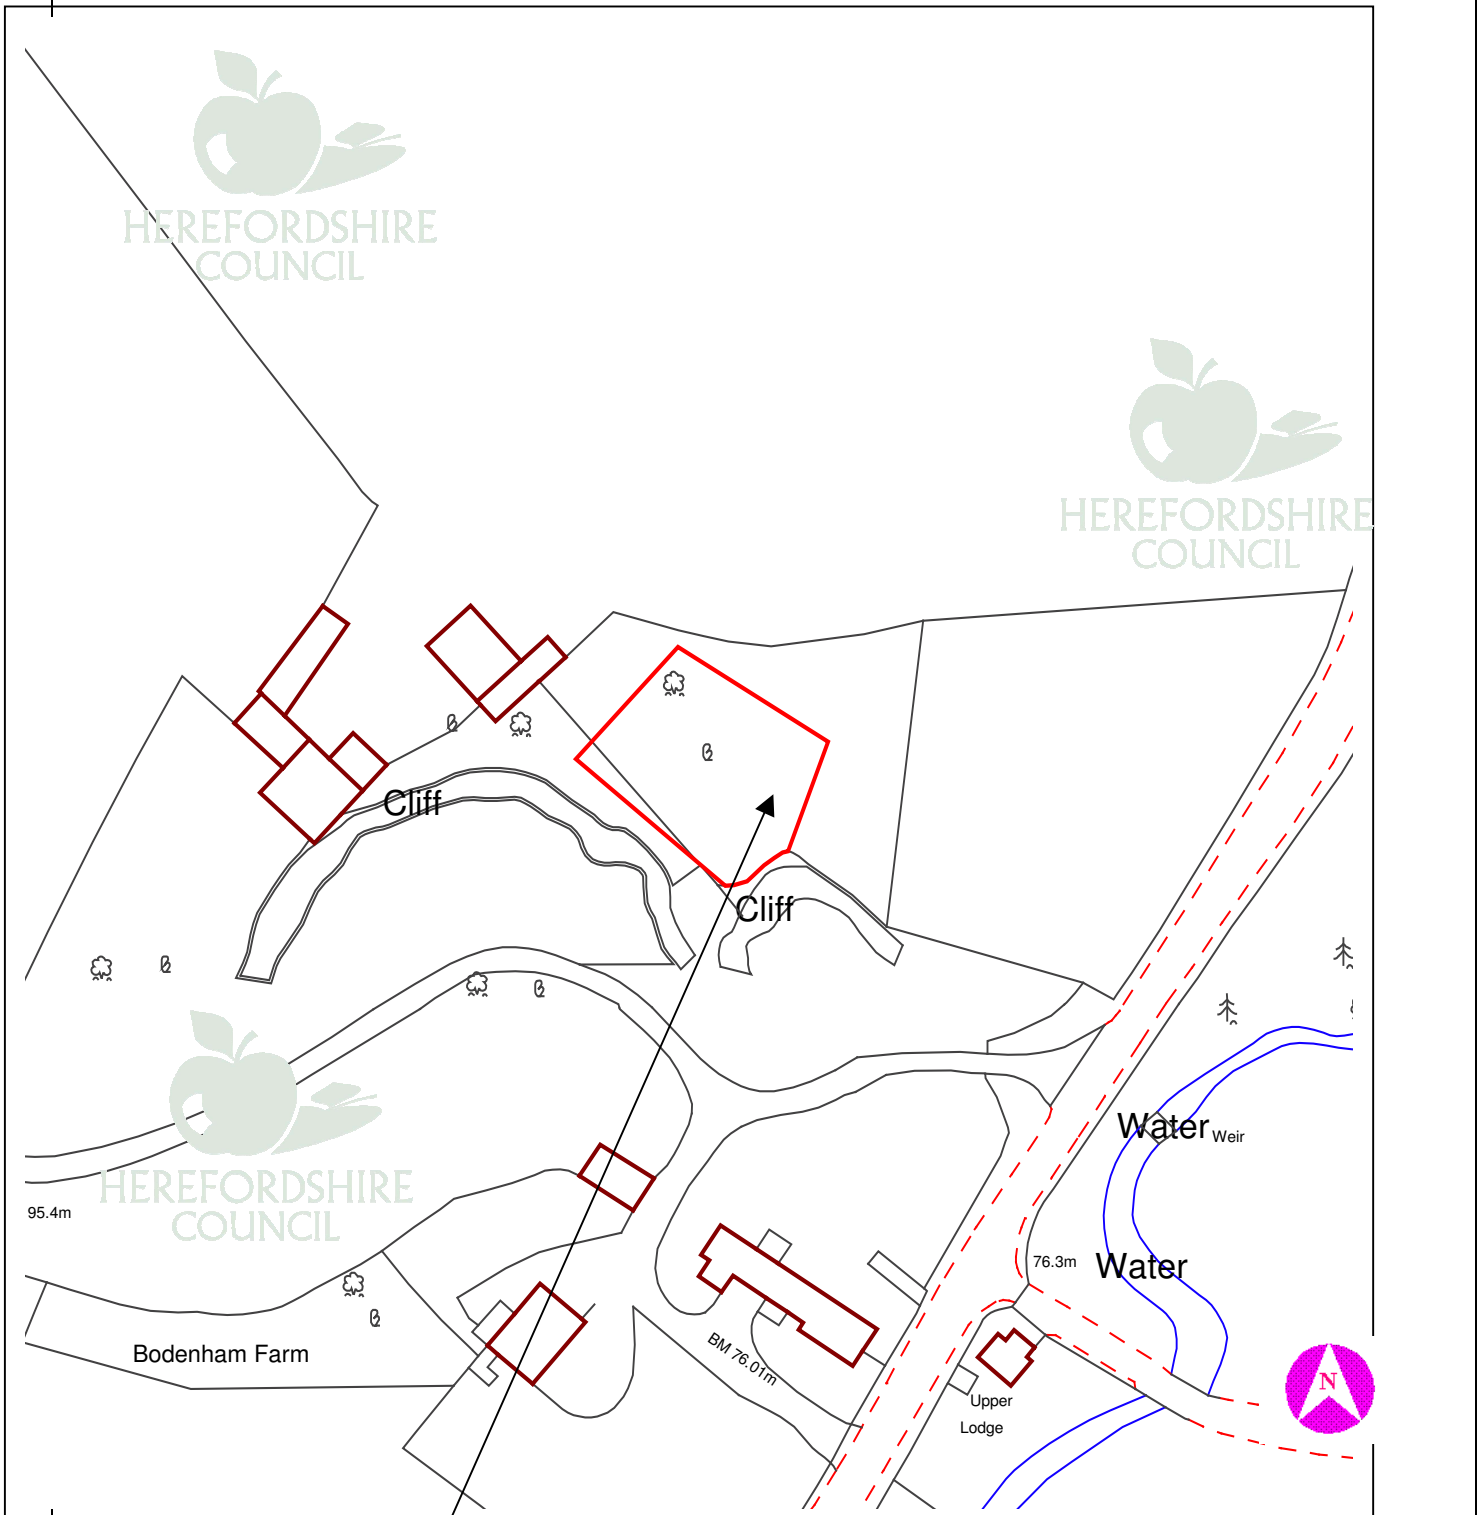 HEREFORDSHIRE
COUNCIL
HEREFORDSHIRE
COUNCIL
Cliff
Cliff
Water
Weir
HEREFORDSHIRE
COUNCIL
95.4m
76.3m
Water
BM 76.01m
Bodenham Farm
N
Upper
Lodge